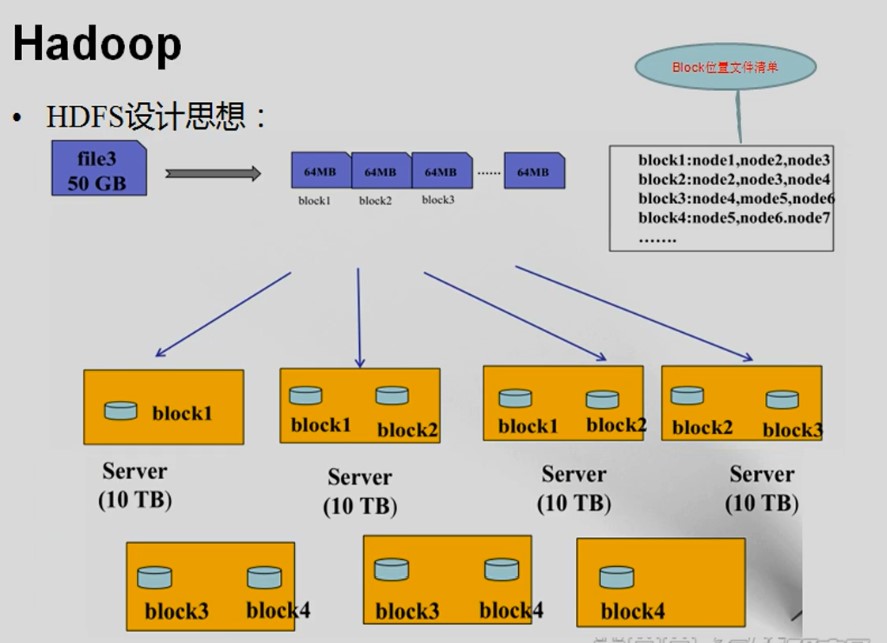 Hadoop
• HDFS设计思想：
Block位置文件清单
file3
50 GB
64MB 64MB 64MB ...... 64MB
block1 block2 block3
block1:node1,node2,node3
block2:node2,node3,node4
block3:node4,mode5,node6
block4:node5,node6.node7
.......
block1
block1 block2
block1 block2
block2 block3
Server
(10 TB)
Server
(10 TB)
Server
(10 TB)
Server
(10 TB)
block3 block4
block3 block4
block4